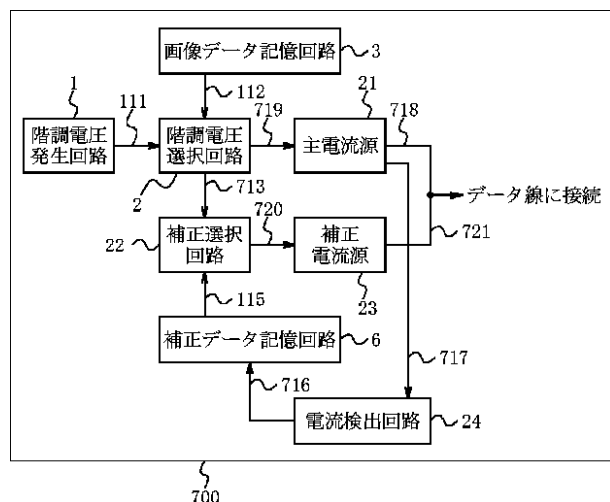 画像データ記憶回路
3
1
111
112
719
21
718
階調電圧
発生回路
階調電圧
選択回路
主電流源
2
713
データ線に接続
720
22
補正選択
回路
補正
電流源
721
115
23
補正データ記憶回路
6
717
716
電流検出回路
24
700